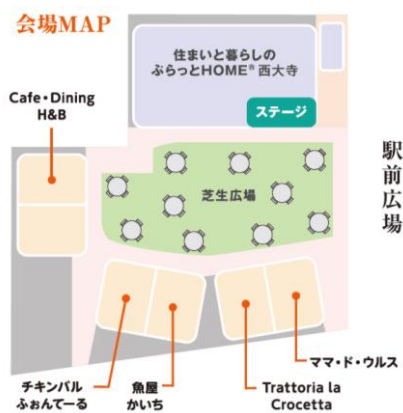 会場MAP
住まいと暮らしの
ぷらっとHOME® 西大寺
ステージ
Cafe・Dining
H&B
芝生広場
駅前広場
チキンバル
ふぉんてーる
魚屋
かいち
Trattoria la
Crocetta
ママ・ド・ウルス